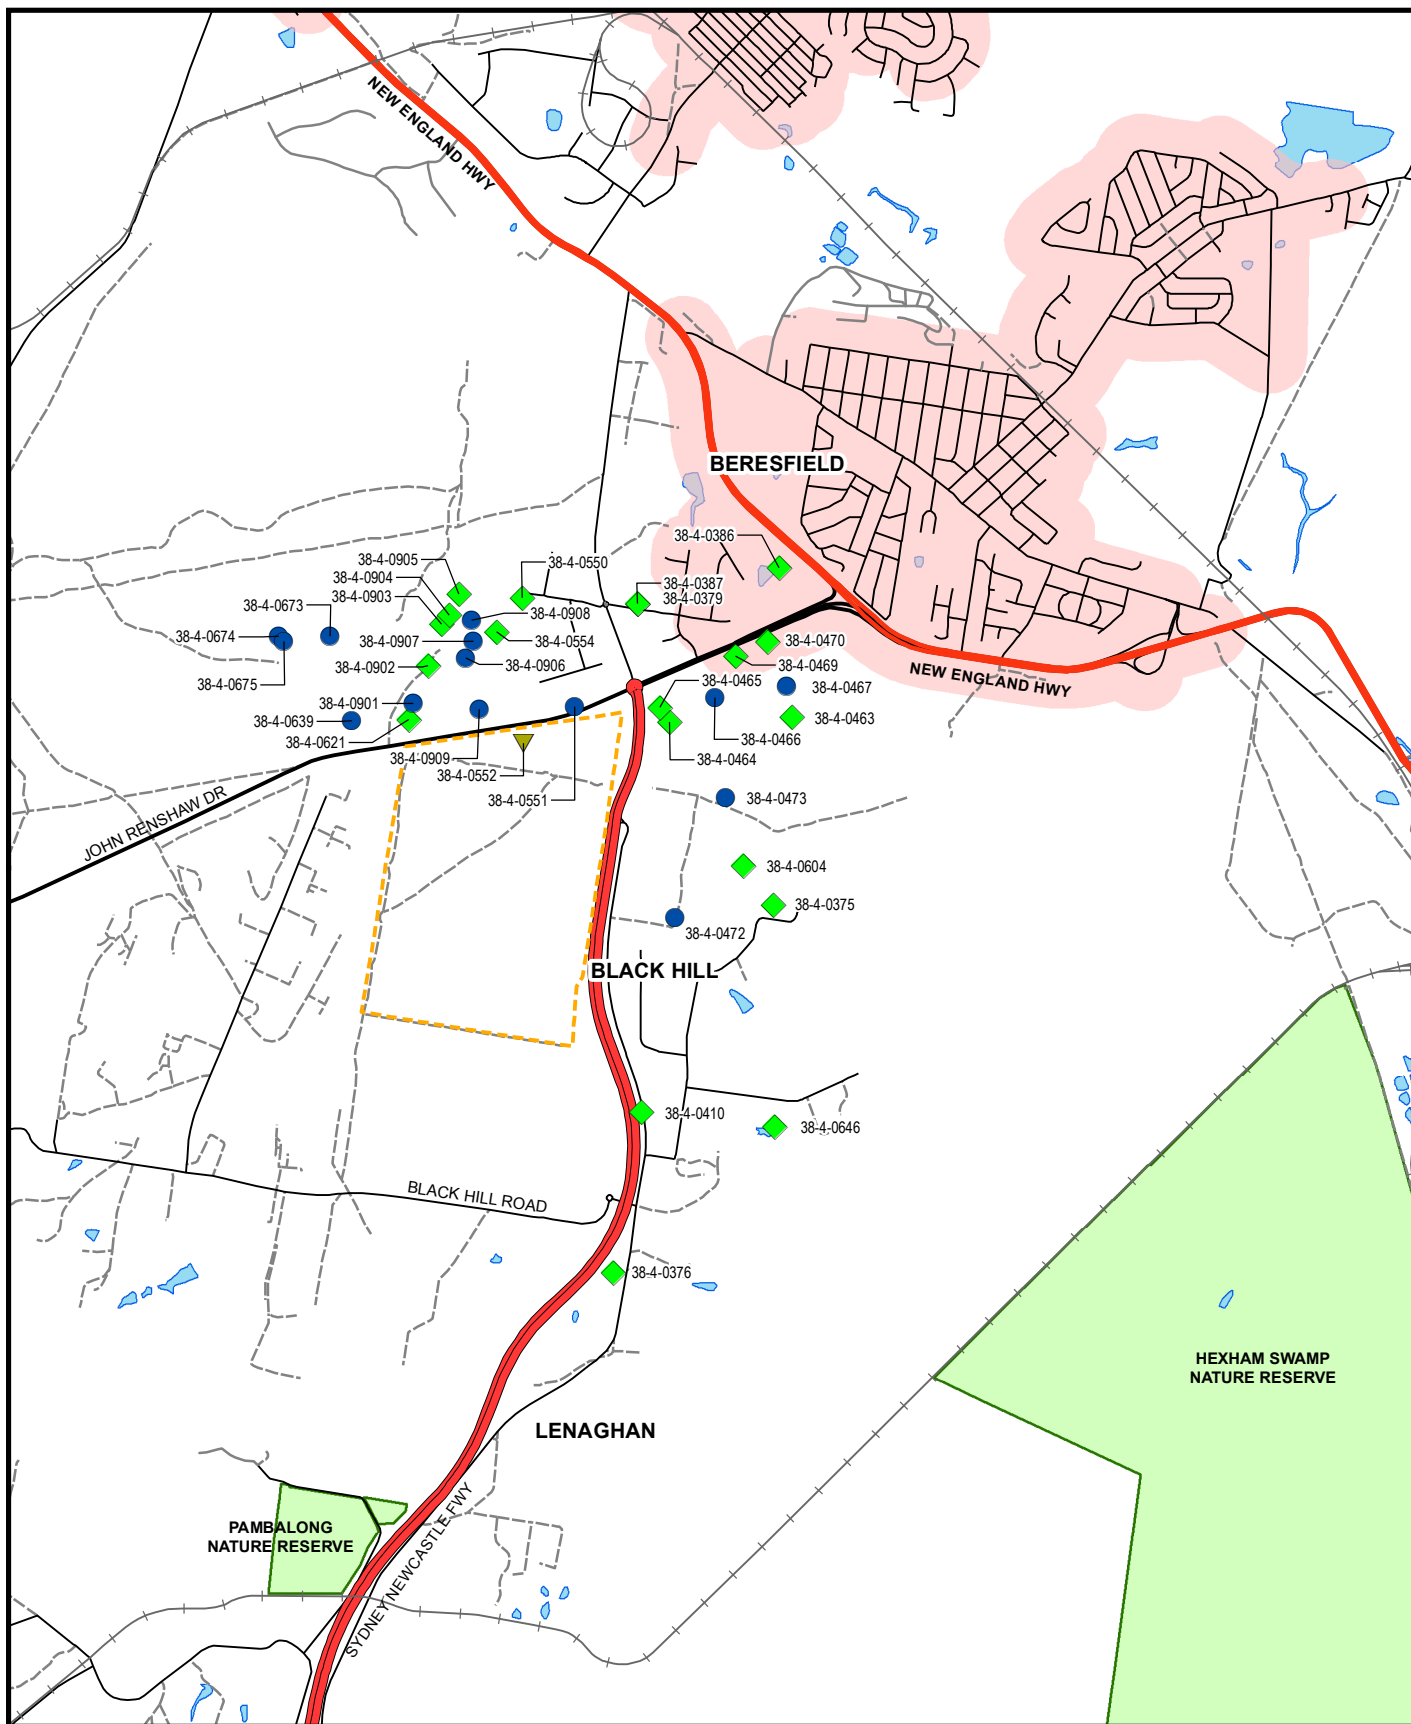 NEW ENGLAND HWY
BERESFIELD
38-4-0386
38-4-0905
38-4-0550
38-4-0904
38-4-0387
38-4-0903
38-4-0379
38-4-0673
38-4-0908
38-4-0674
38-4-0907
38-4-0554
38-4-0470
38-4-0902
38-4-0906
38-4-0469
38-4-0675
38-4-0465
NEW ENGLAND HWY
38-4-0467
38-4-0901
38-4-0639
38-4-0463
38-4-0621
38-4-0466
38-4-0909
38-4-0464
38-4-0552
38-4-0551
38-4-0473
JOHN RENSHAW DR
38-4-0604
38-4-0375
38-4-0472
BLACK HILL
38-4-0410
38-4-0646
BLACK HILL ROAD
38-4-0376
HEXHAM SWAMP
NATURE RESERVE
LENAGHAN
PAMBALONG
NATURE RESERVE
SYDNEY NEWCASTLE FWY